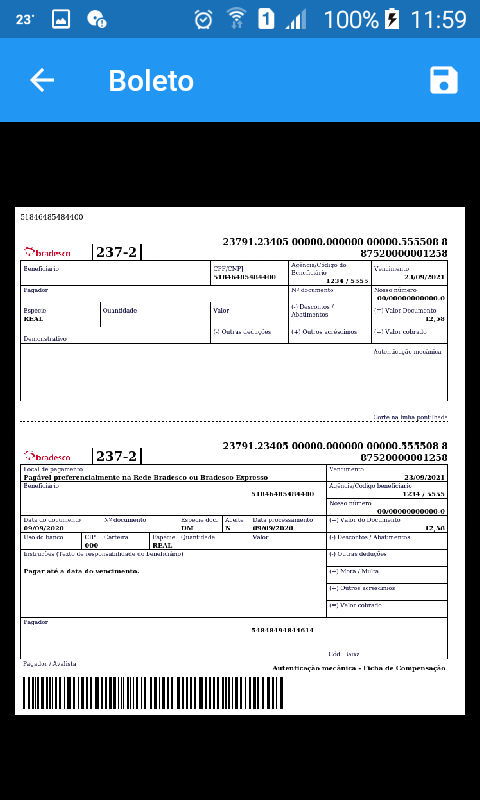 23° 1 100% 11:59
Boleto
51846485484400
bradesco 237-2 23791.23405 00000.000000 00000.555508 8
87520000001258
Beneficiário CPF/CNPJ Agência/Código do Beneficiário Vencimento
51846485484400 1234 / 5555 23/09/2021
Pagador Nº documento Nosso número
00/00000000000-0
Espécie Quantidade Valor (-) Descontos / Abatimentos (=) Valor Documento
REAL 12,58
(-) Outras deduções (+) Outros acréscimos (=) Valor cobrado
Demonstrativo
Autenticação mecânica
Corte na linha pontilhada
bradesco 237-2 23791.23405 00000.000000 00000.555508 8
87520000001258
Local de pagamento Vencimento
Pagável preferencialmente na Rede Bradesco ou Bradesco Expresso 23/09/2021
Beneficiário Agência/Código beneficiário
51846485484400 1234 / 5555
Nosso número
00/00000000000-0
Data do documento Nº documento Espécie doc. Aceite Data processamento (=) Valor do Documento
09/09/2020 DM N 09/09/2020 12,58
Uso do banco CIP Carteira Espécie Quantidade Valor (-) Descontos / Abatimentos
000 REAL
Instruções (Texto de responsabilidade do beneficiário) (-) Outras deduções
Pagar até a data do vencimento. (+) Mora / Multa
(+) Outros acréscimos
(=) Valor cobrado
Pagador
54848494844614
Pagador / Avalista Autenticação mecânica - Ficha de Compensação